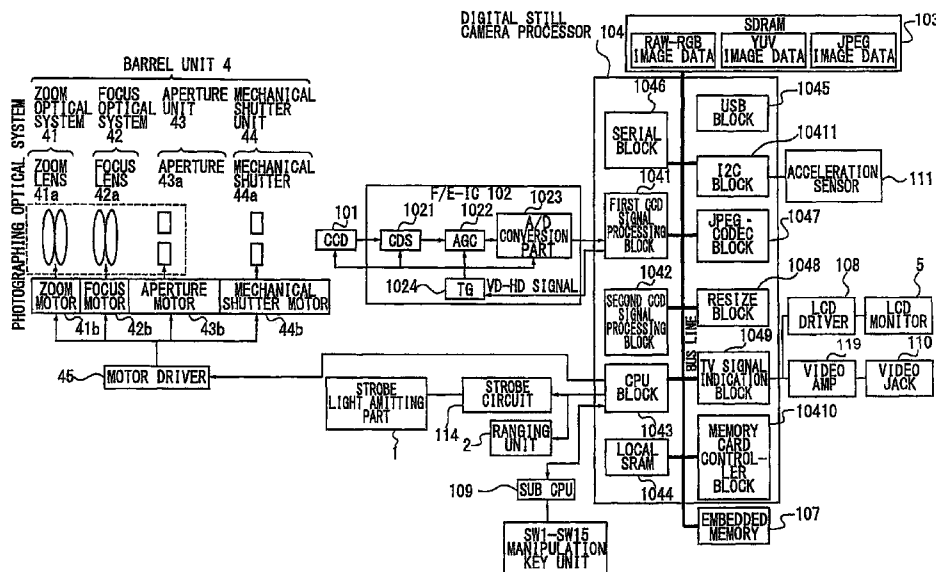 DIGITAL STILL
CAMERA PROCESSOR
104
SDRAM
103
RAW-RGB
IMAGE DATA
YUV
IMAGE DATA
JPEG
IMAGE DATA
BARREL UNIT 4
ZOOM
OPTICAL
SYSTEM
41
FOCUS
OPTICAL
SYSTEM
42
APERTURE
UNIT
43
MECHANICAL
SHUTTER
UNIT
44
ZOOM
LENS
41a
FOCUS
LENS
42a
APERTURE
43a
MECHANICAL
SHUTTER
44a
PHOTOGRAPHING OPTICAL SYSTEM
ZOOM
MOTOR
41b
FOCUS
MOTOR
42b
APERTURE
MOTOR
43b
MECHANICAL
SHUTTER MOTOR
44b
45
MOTOR DRIVER
F/E-IC 102
101
CCD
1021
CDS
1022
AGC
1023
A/D
CONVERSION
PART
1024
TG
VD-HD SIGNAL
STROBE
LIGHT AMITTING
PART
1
STROBE
CIRCUIT
114
RANGING
UNIT
2
109
SUB CPU
SW1-SW15
MANIPULATION
KEY UNIT
1046
SERIAL
BLOCK
1041
FIRST CCD
SIGNAL
PROCESSING
BLOCK
1042
SECOND CCD
SIGNAL
PROCESSING
BLOCK
CPU
BLOCK
1043
LOCAL
SRAM
1044
BUS LINE
USB
BLOCK
1045
10411
I2C
BLOCK
ACCELERATION
SENSOR
111
JPEG-
CODEC
BLOCK
1047
1048
RESIZE
BLOCK
1049
TV SIGNAL
INDICATION
BLOCK
10410
MEMORY
CARD
CONTROL-
LER
BLOCK
EMBEDDED
MEMORY
107
108
LCD
DRIVER
5
LCD
MONITOR
119
VIDEO
AMP
110
VIDEO
JACK